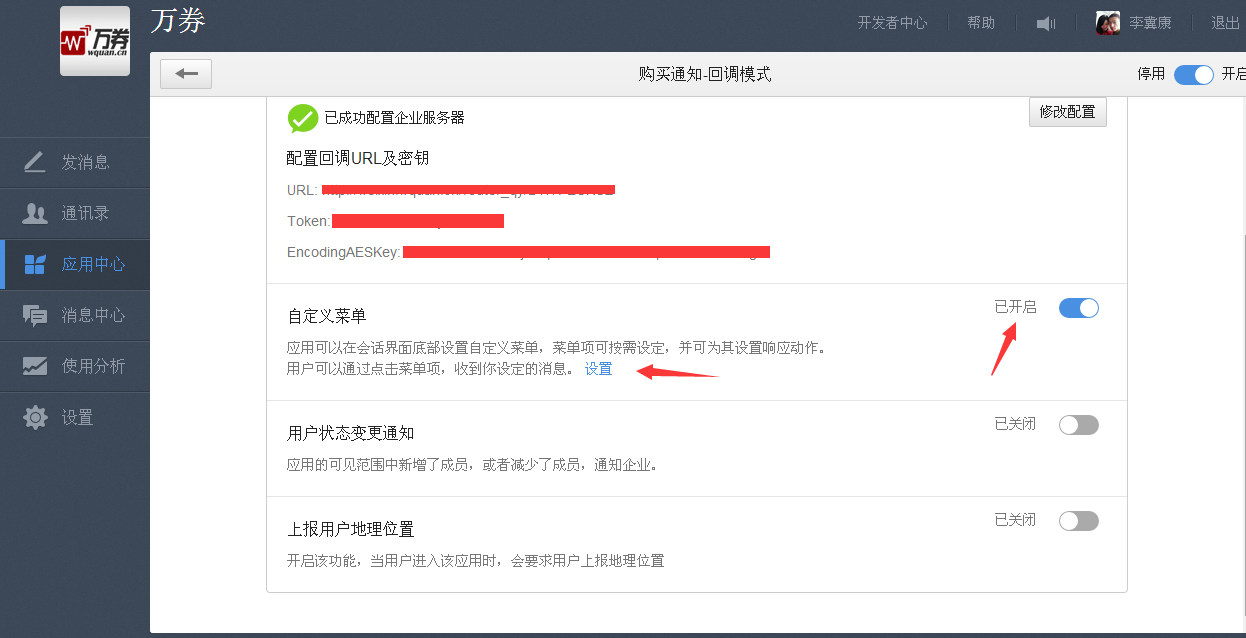 万券
万券
wquan.cn
开发者中心
帮助
李冀康
退出
购买通知-回调模式
停用
开启
发消息
通讯录
应用中心
消息中心
使用分析
设置
已成功配置企业服务器
修改配置
配置回调URL及密钥
URL:
Token:
EncodingAESKey:
自定义菜单
已开启
应用可以在会话界面底部设置自定义菜单，菜单项可按需设定，并可为其设置响应动作。
用户可以通过点击菜单项，收到你设定的消息。 设置
用户状态变更通知
已关闭
应用的可见范围中新增了成员，或者减少了成员，通知企业。
上报用户地理位置
已关闭
开启该功能，当用户进入该应用时，会要求用户上报地理位置